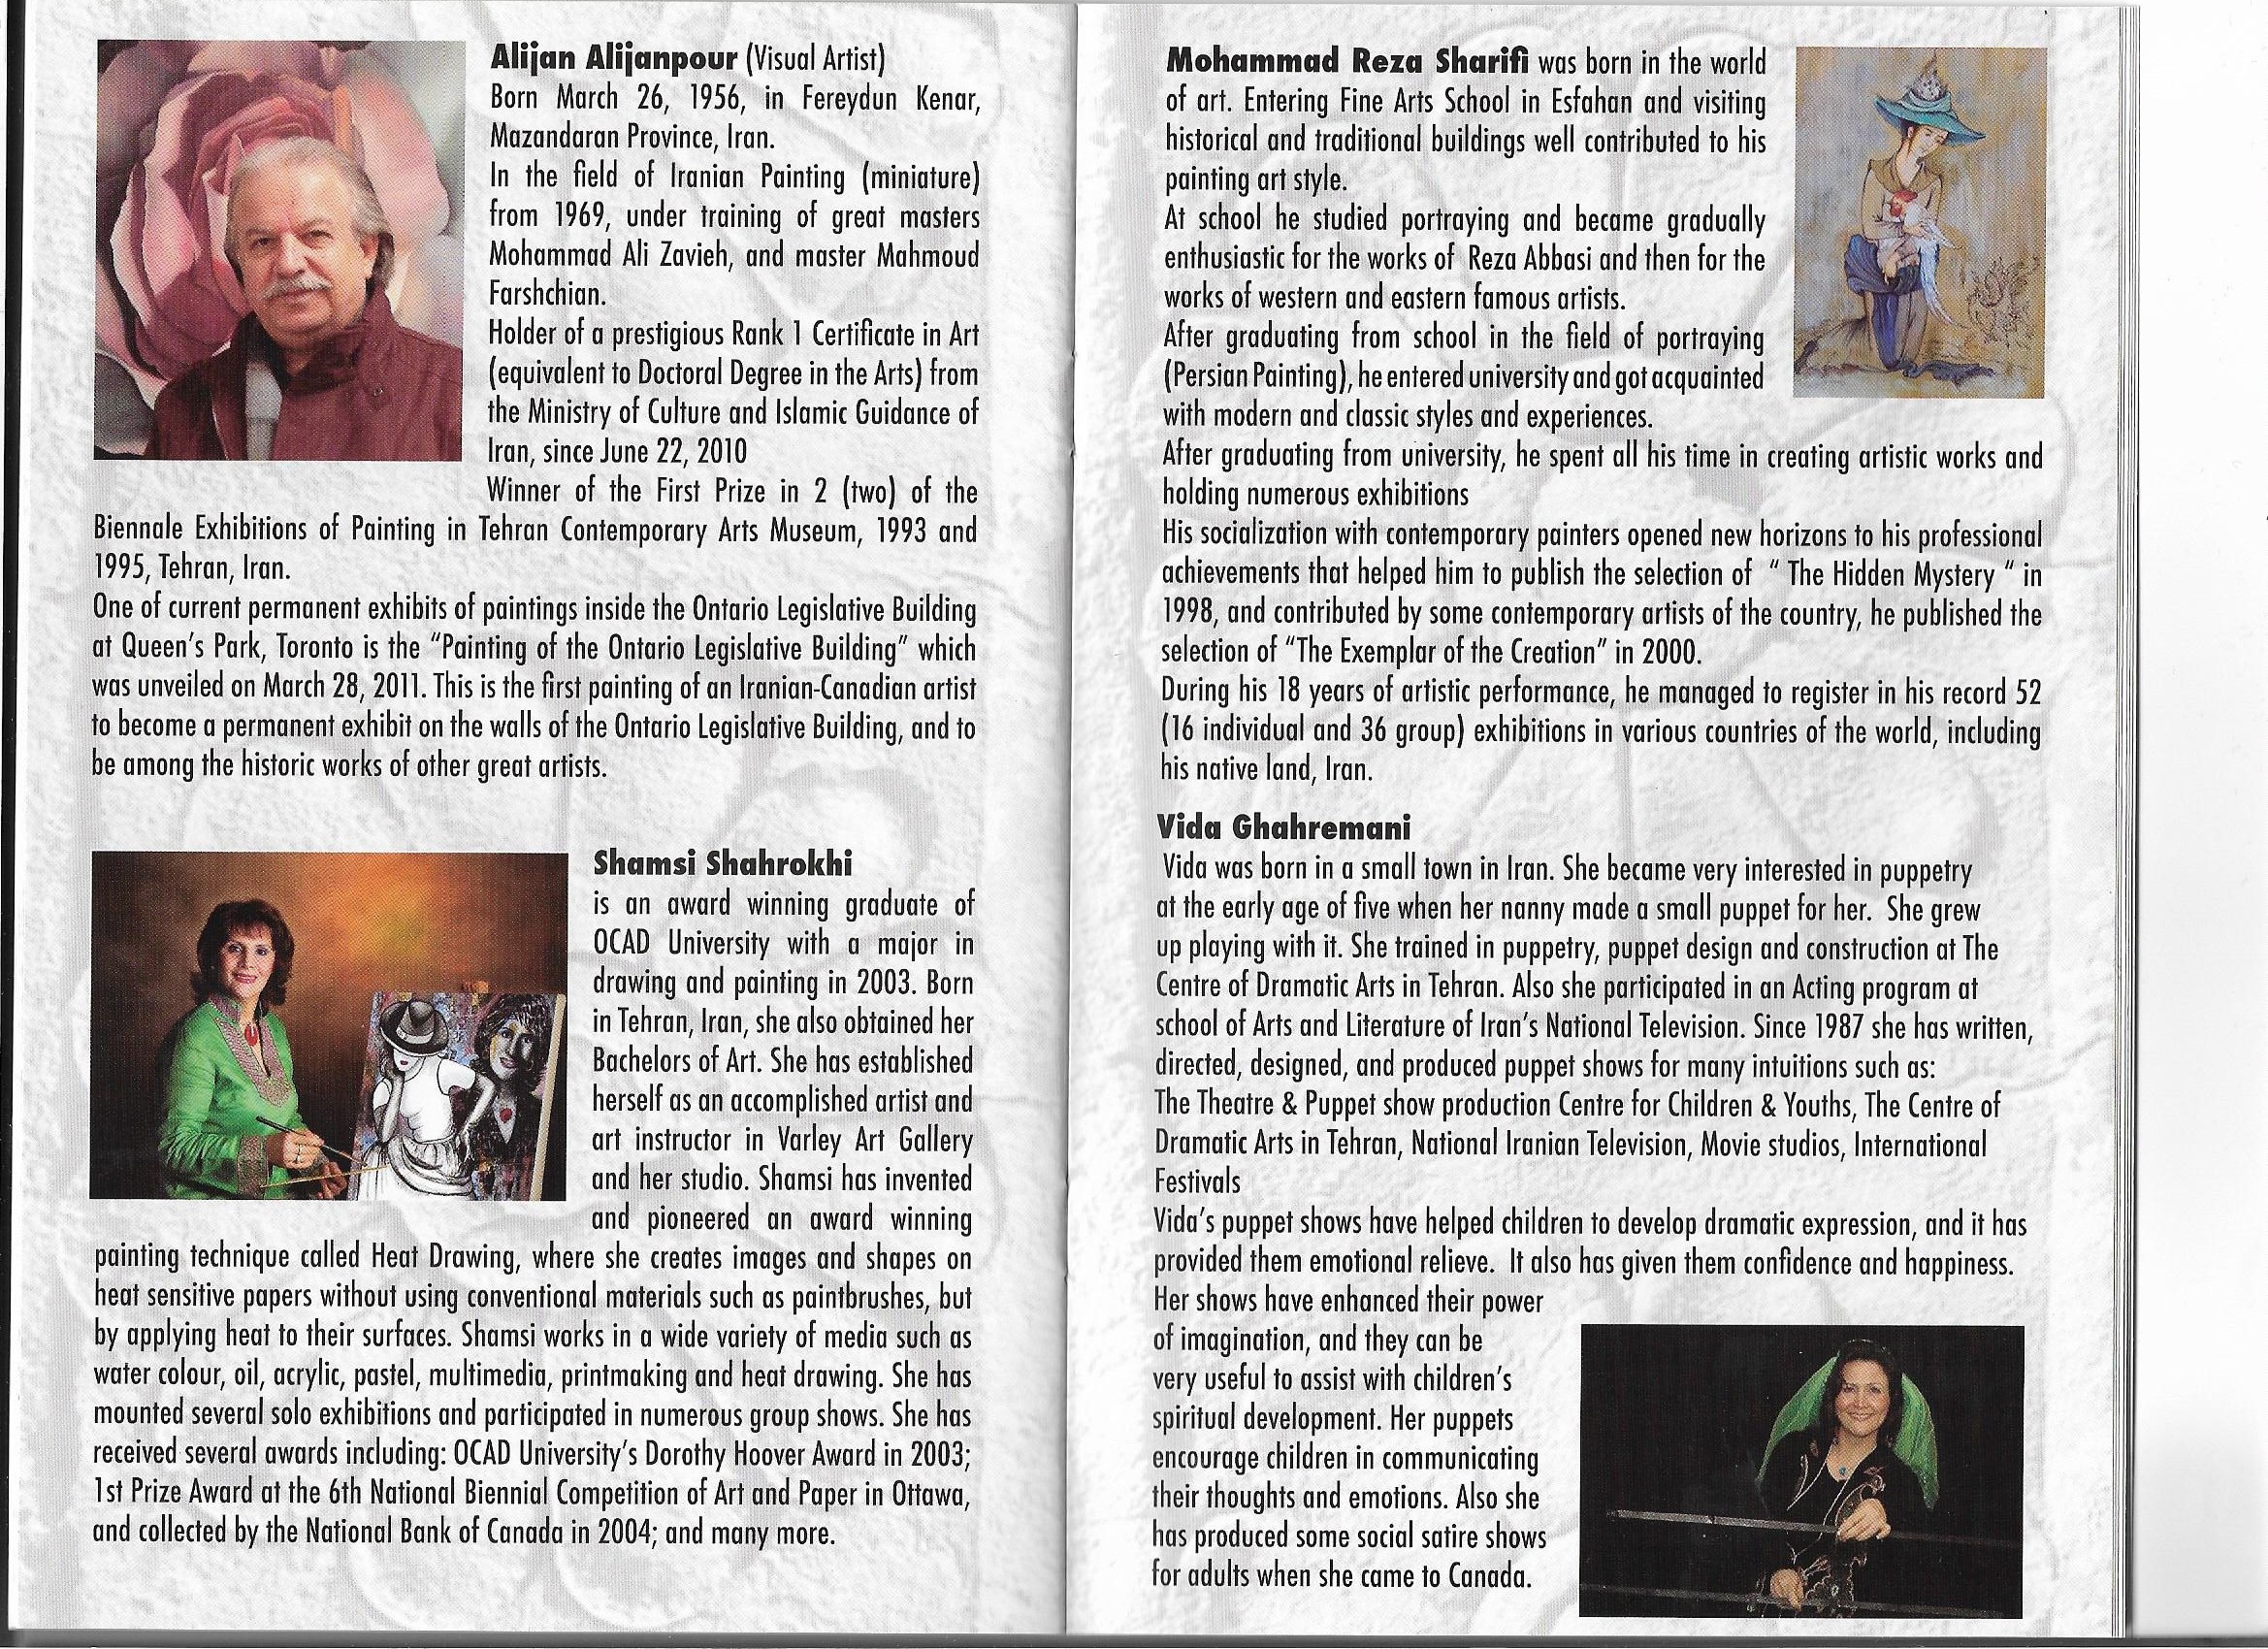 Alijan Alijanpour (Visual Artist)
Born March 26, 1956, in Fereydun Kenar,
Mazandaran Province, Iran.
In the field of Iranian Painting (miniature)
from 1969, under training of great masters
Mohammad Ali Zavieh, and master Mahmoud
Farshchian.
Holder of a prestigious Rank 1 Certificate in Art
(equivalent to Doctoral Degree in the Arts) from
the Ministry of Culture and Islamic Guidance of
Iran, since June 22, 2010
Winner of the First Prize in 2 (two) of the
Biennale Exhibitions of Painting in Tehran Contemporary Arts Museum, 1993 and
1995, Tehran, Iran.
One of current permanent exhibits of paintings inside the Ontario Legislative Building
at Queen's Park, Toronto is the "Painting of the Ontario Legislative Building" which
was unveiled on March 28, 2011. This is the first painting of an Iranian-Canadian artist
to become a permanent exhibit on the walls of the Ontario Legislative Building, and to
be among the historic works of other great artists.
Shamsi Shahrokhi
is an award winning graduate of
OCAD University with a major in
drawing and painting in 2003. Born
in Tehran, Iran, she also obtained her
Bachelors of Art. She has established
herself as an accomplished artist and
art instructor in Varley Art Gallery
and her studio. Shamsi has invented
and pioneered an award winning
painting technique called Heat Drawing, where she creates images and shapes on
heat sensitive papers without using conventional materials such as paintbrushes, but
by applying heat to their surfaces. Shamsi works in a wide variety of media such as
water colour, oil, acrylic, pastel, multimedia, printmaking and heat drawing. She has
mounted several solo exhibitions and participated in numerous group shows. She has
received several awards including: OCAD University's Dorothy Hoover Award in 2003;
1st Prize Award at the 6th National Biennial Competition of Art and Paper in Ottawa,
and collected by the National Bank of Canada in 2004; and many more.
Mohammad Reza Sharifi was born in the world
of art. Entering Fine Arts School in Esfahan and visiting
historical and traditional buildings well contributed to his
painting art style.
At school he studied portraying and became gradually
enthusiastic for the works of Reza Abbasi and then for the
works of western and eastern famous artists.
After graduating from school in the field of portraying
(Persian Painting), he entered university and got acquainted
with modern and classic styles and experiences.
After graduating from university, he spent all his time in creating artistic works and
holding numerous exhibitions
His socialization with contemporary painters opened new horizons to his professional
achievements that helped him to publish the selection of " The Hidden Mystery " in
1998, and contributed by some contemporary artists of the country, he published the
selection of "The Exemplar of the Creation" in 2000.
During his 18 years of artistic performance, he managed to register in his record 52
(16 individual and 36 group) exhibitions in various countries of the world, including
his native land, Iran.
Vida Ghahremani
Vida was born in a small town in Iran. She became very interested in puppetry
at the early age of five when her nanny made a small puppet for her. She grew
up playing with it. She trained in puppetry, puppet design and construction at The
Centre of Dramatic Arts in Tehran. Also she participated in an Acting program at
school of Arts and Literature of Iran's National Television. Since 1987 she has written,
directed, designed, and produced puppet shows for many intuitions such as:
The Theatre & Puppet show production Centre for Children & Youths, The Centre of
Dramatic Arts in Tehran, National Iranian Television, Movie studios, International
Festivals
Vida's puppet shows have helped children to develop dramatic expression, and it has
provided them emotional relieve. It also has given them confidence and happiness.
Her shows have enhanced their power
of imagination, and they can be
very useful to assist with children's
spiritual development. Her puppets
encourage children in communicating
their thoughts and emotions. Also she
has produced some social satire shows
for adults when she came to Canada.